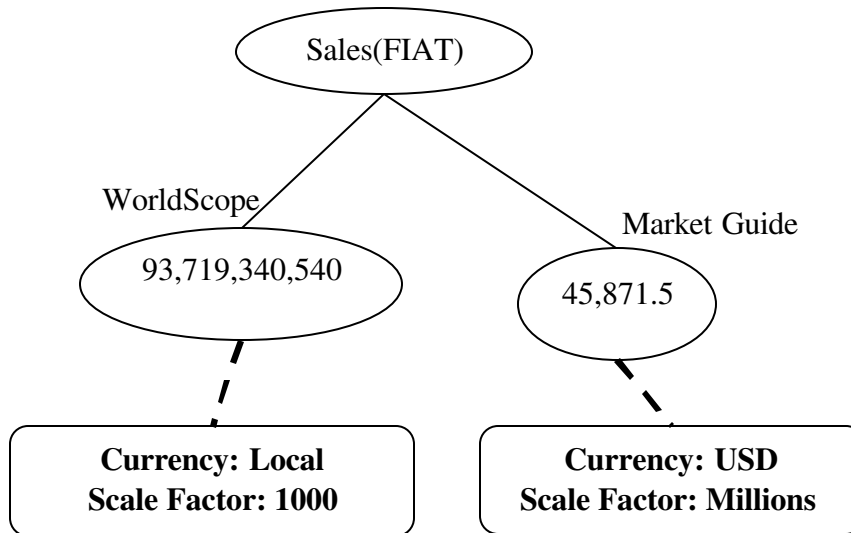 Sales(FIAT)
WorldScope
Market Guide
93,719,340,540
45,871.5
Currency: Local
Scale Factor: 1000
Currency: USD
Scale Factor: Millions